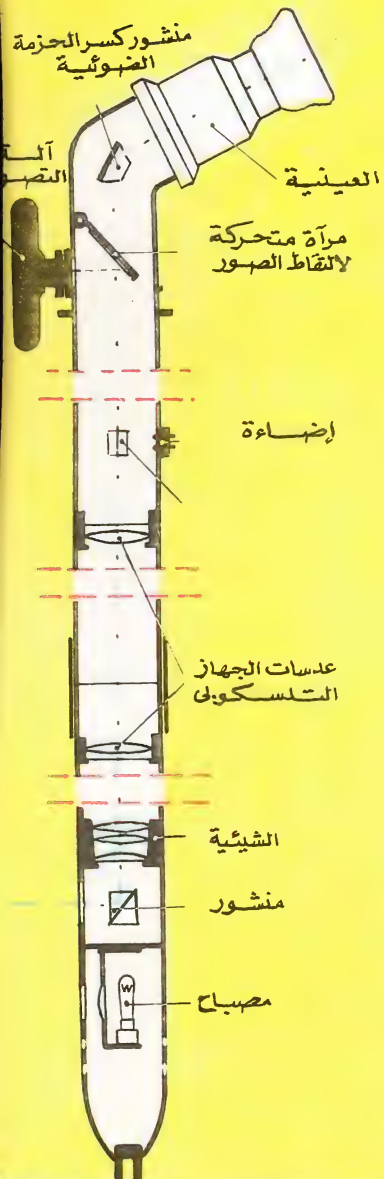 منشور كسر الحزمة
الضوئية
العينية
مرآة متحركة
لالتقاط الصور
إضاءة
عدسات الجهاز
التلسكوبي
الشيئية
منشور
مصباح
W